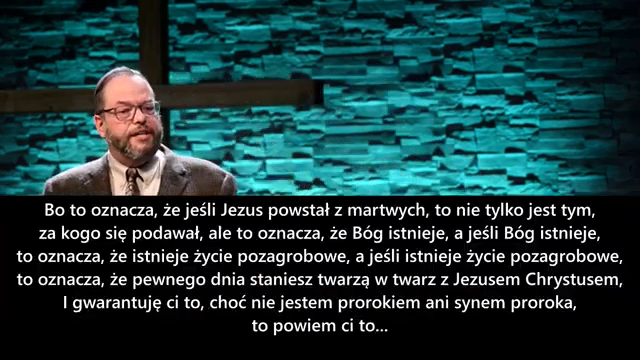 Bo to oznacza, że jeśli Jezus powstał z martwych, to nie tylko jest tym,
za kogo się podawał, ale to oznacza, że Bóg istnieje, a jeśli Bóg istnieje,
to oznacza, że istnieje życie pozagrobowe, a jeśli istnieje życie pozagrobowe,
to oznacza, że pewnego dnia staniesz twarzą w twarz z Jezusem Chrystusem,
I gwarantuję ci to, choć nie jestem prorokiem ani synem proroka,
to powiem ci to...